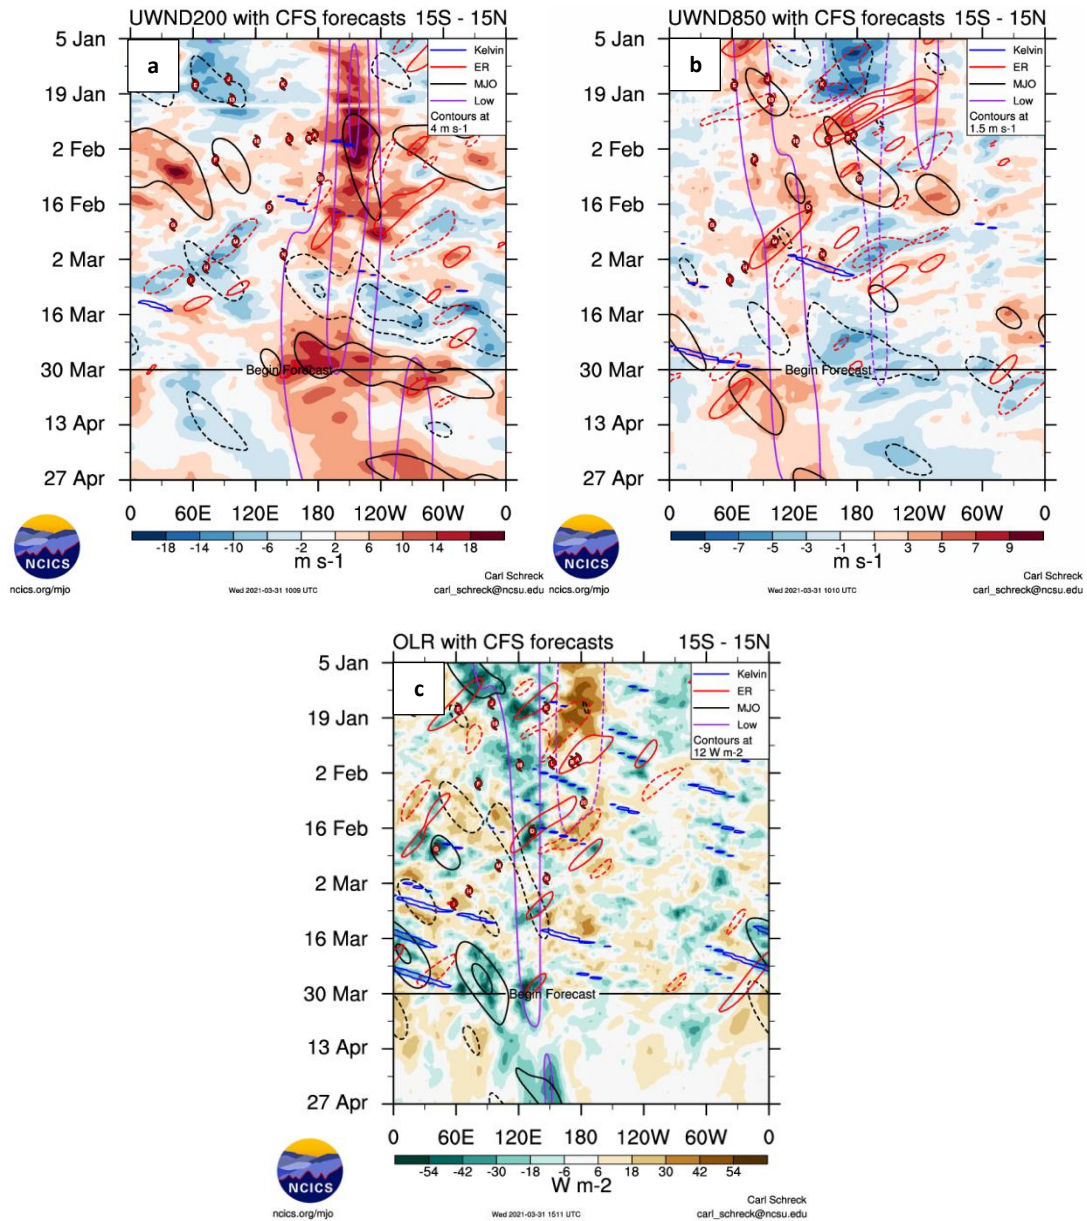 UWND200 with CFS forecasts 15S - 15N
a
Kelvin
ER
MJO
Low
Contours at
4 m s-1
5 Jan
19 Jan
2 Feb
16 Feb
2 Mar
16 Mar
30 Mar
13 Apr
27 Apr
Begin Forecast
0 60E 120E 180 120W 60W 0
-18 -14 -10 -6 -2 2 6 10 14 18
m s-1
NCICS
ncics.org/mjo
Wed 2021-03-31 1009 UTC
Carl Schreck
carl_schreck@ncsu.edu
UWND850 with CFS forecasts 15S - 15N
b
Kelvin
ER
MJO
Low
Contours at
1.5 m s-1
5 Jan
19 Jan
2 Feb
16 Feb
2 Mar
16 Mar
30 Mar
13 Apr
27 Apr
Begin Forecast
0 60E 120E 180 120W 60W 0
-9 -7 -5 -3 -1 1 3 5 7 9
m s-1
NCICS
ncics.org/mjo
Wed 2021-03-31 1010 UTC
Carl Schreck
carl_schreck@ncsu.edu
OLR with CFS forecasts 15S - 15N
c
Kelvin
ER
MJO
Low
Contours at
12 W m-2
5 Jan
19 Jan
2 Feb
16 Feb
2 Mar
16 Mar
30 Mar
13 Apr
27 Apr
Begin Forecast
0 60E 120E 180 120W 60W 0
-54 -42 -30 -18 -6 6 18 30 42 54
W m-2
NCICS
ncics.org/mjo
Wed 2021-03-31 1511 UTC
Carl Schreck
carl_schreck@ncsu.edu